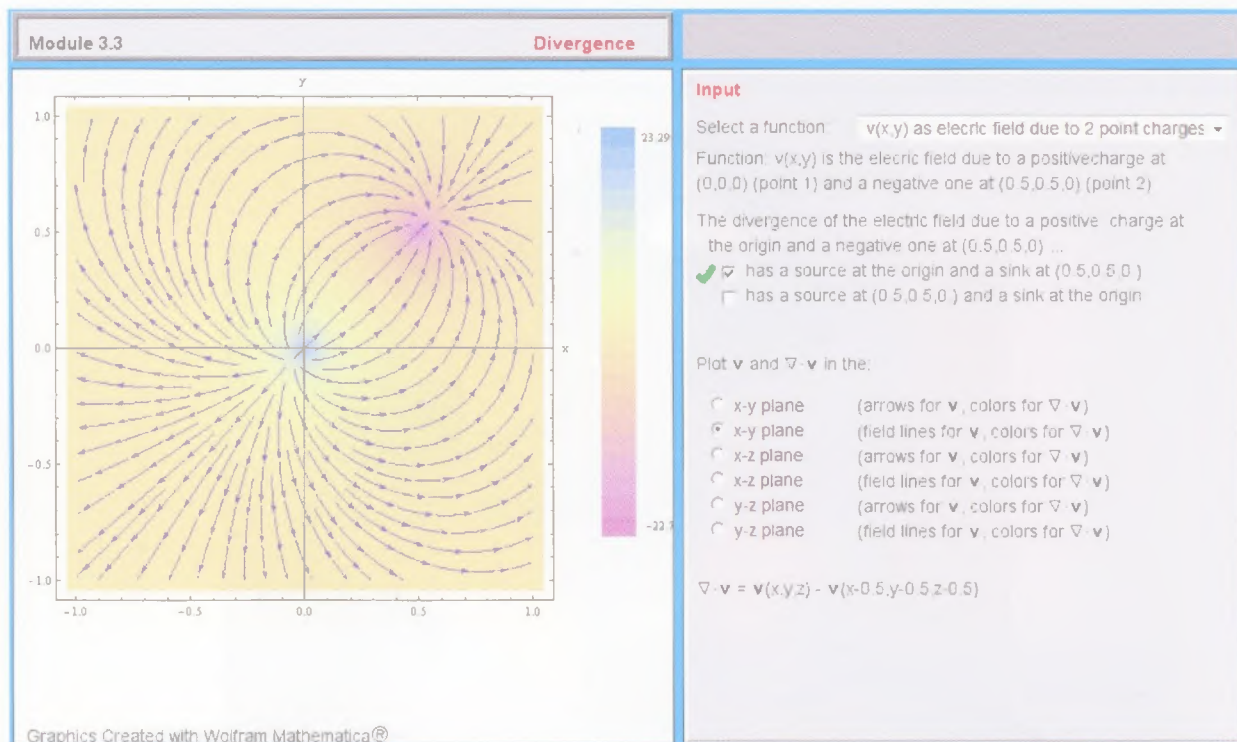 Module 3.3
Divergence
y
1.0
0.5
0.0
-0.5
-1.0
x
-1.0
-0.5
0.0
0.5
1.0
23.29
Graphics Created with Wolfram Mathematica®
Input
Select a function: v(x,y) as elecric field due to 2 point charges
Function: v(x,y) is the elecric field due to a positivecharge at
(0,0,0) (point 1) and a negative one at (0.5,0.5,0) (point 2)
The divergence of the electric field due to a positive charge at
the origin and a negative one at (0.5,0.5,0) ...
has a source at the origin and a sink at (0.5,0.5,0.)
has a source at (0.5,0.5,0.) and a sink at the origin
Plot v and ∇·v in the:
x-y plane (arrows for v, colors for ∇·v)
x-y plane (field lines for v, colors for ∇·v)
x-z plane (arrows for v, colors for ∇·v)
x-z plane (field lines for v, colors for ∇·v)
y-z plane (arrows for v, colors for ∇·v)
y-z plane (field lines for v, colors for ∇·v)
∇·v = v(x,y,z) - v(x-0.5,y-0.5,z-0.5)